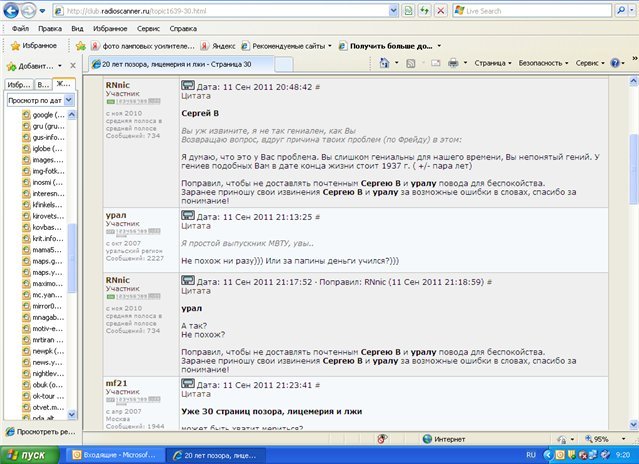 http://club.radioscanner.ru/topic1639-30.html
Live Search
Файл Правка Вид Избранное Сервис Справка
Избранное
фото ламповых усилителе...
Яндекс
Рекомендуемые сайты
Получить больше до...
Добавит...
20 лет позора, лицемерия и лжи - Страница 30
Страница Безопасность Сервис
Избр... В... Ж...
Просмотр по дат
google (...
gru (gru...
gus-info...
iglobe (...
images....
img-fotk...
inosmi (...
interesn...
kfinkels...
kirovets...
kovbas...
krit.info...
mama5...
maps.g...
maps.y...
maximo...
mc.yan...
mirror0...
mnagab...
motiv-e...
mrtiran ...
newpk (...
news.y...
nightlev...
obuk (o...
ok-tour ...
otvet.m...
pda.alt...
Просмотреть ре...
RNnic
Участник
с ноя 2010
средняя полоса в
средней полосе
Сообщений: 734
Дата: 11 Сен 2011 20:48:42 #
Цитата
Сергей В
Вы уж извините, я не так гениален, как Вы
Возвращаю вопрос, вдруг причина твоих проблем (по Фрейду) в этом:
Я думаю, что это у Вас проблема. Вы слишком гениальны для нашего времени, Вы непонятый гений. У
гениев подобных Вам в дате конца жизни стоит 1937 г. ( +/- пара лет)
Поправил, чтобы не доставлять почтенным Сергею В и уралу повода для беспокойства.
Заранее приношу свои извинения Сергею В и уралу за возможные ошибки в словах, спасибо за
понимание!
урал
Участник
с окт 2007
уральский регион
Сообщений: 2227
Дата: 11 Сен 2011 21:13:25 #
Цитата
Я простой выпускник МВТУ, увы..
Не похож ни разу))) Или за папины деньги учился?)))
RNnic
Участник
с ноя 2010
средняя полоса в
средней полосе
Сообщений: 734
Дата: 11 Сен 2011 21:17:52 · Поправил: RNnic (11 Сен 2011 21:18:59) #
Цитата
урал
А так?
Не похож?
Поправил, чтобы не доставлять почтенным Сергею В и уралу повода для беспокойства.
Заранее приношу свои извинения Сергею В и уралу за возможные ошибки в словах, спасибо за
понимание!
mf21
Участник
с апр 2007
Москва
Сообщений: 1944
Дата: 11 Сен 2011 21:23:41 #
Цитата
Уже 30 страниц позора, лицемерия и лжи
может быть хватит мериться?
Интернет
95%
пуск
Входящие - Microsof...
20 лет позора, лице...
RU
9:20